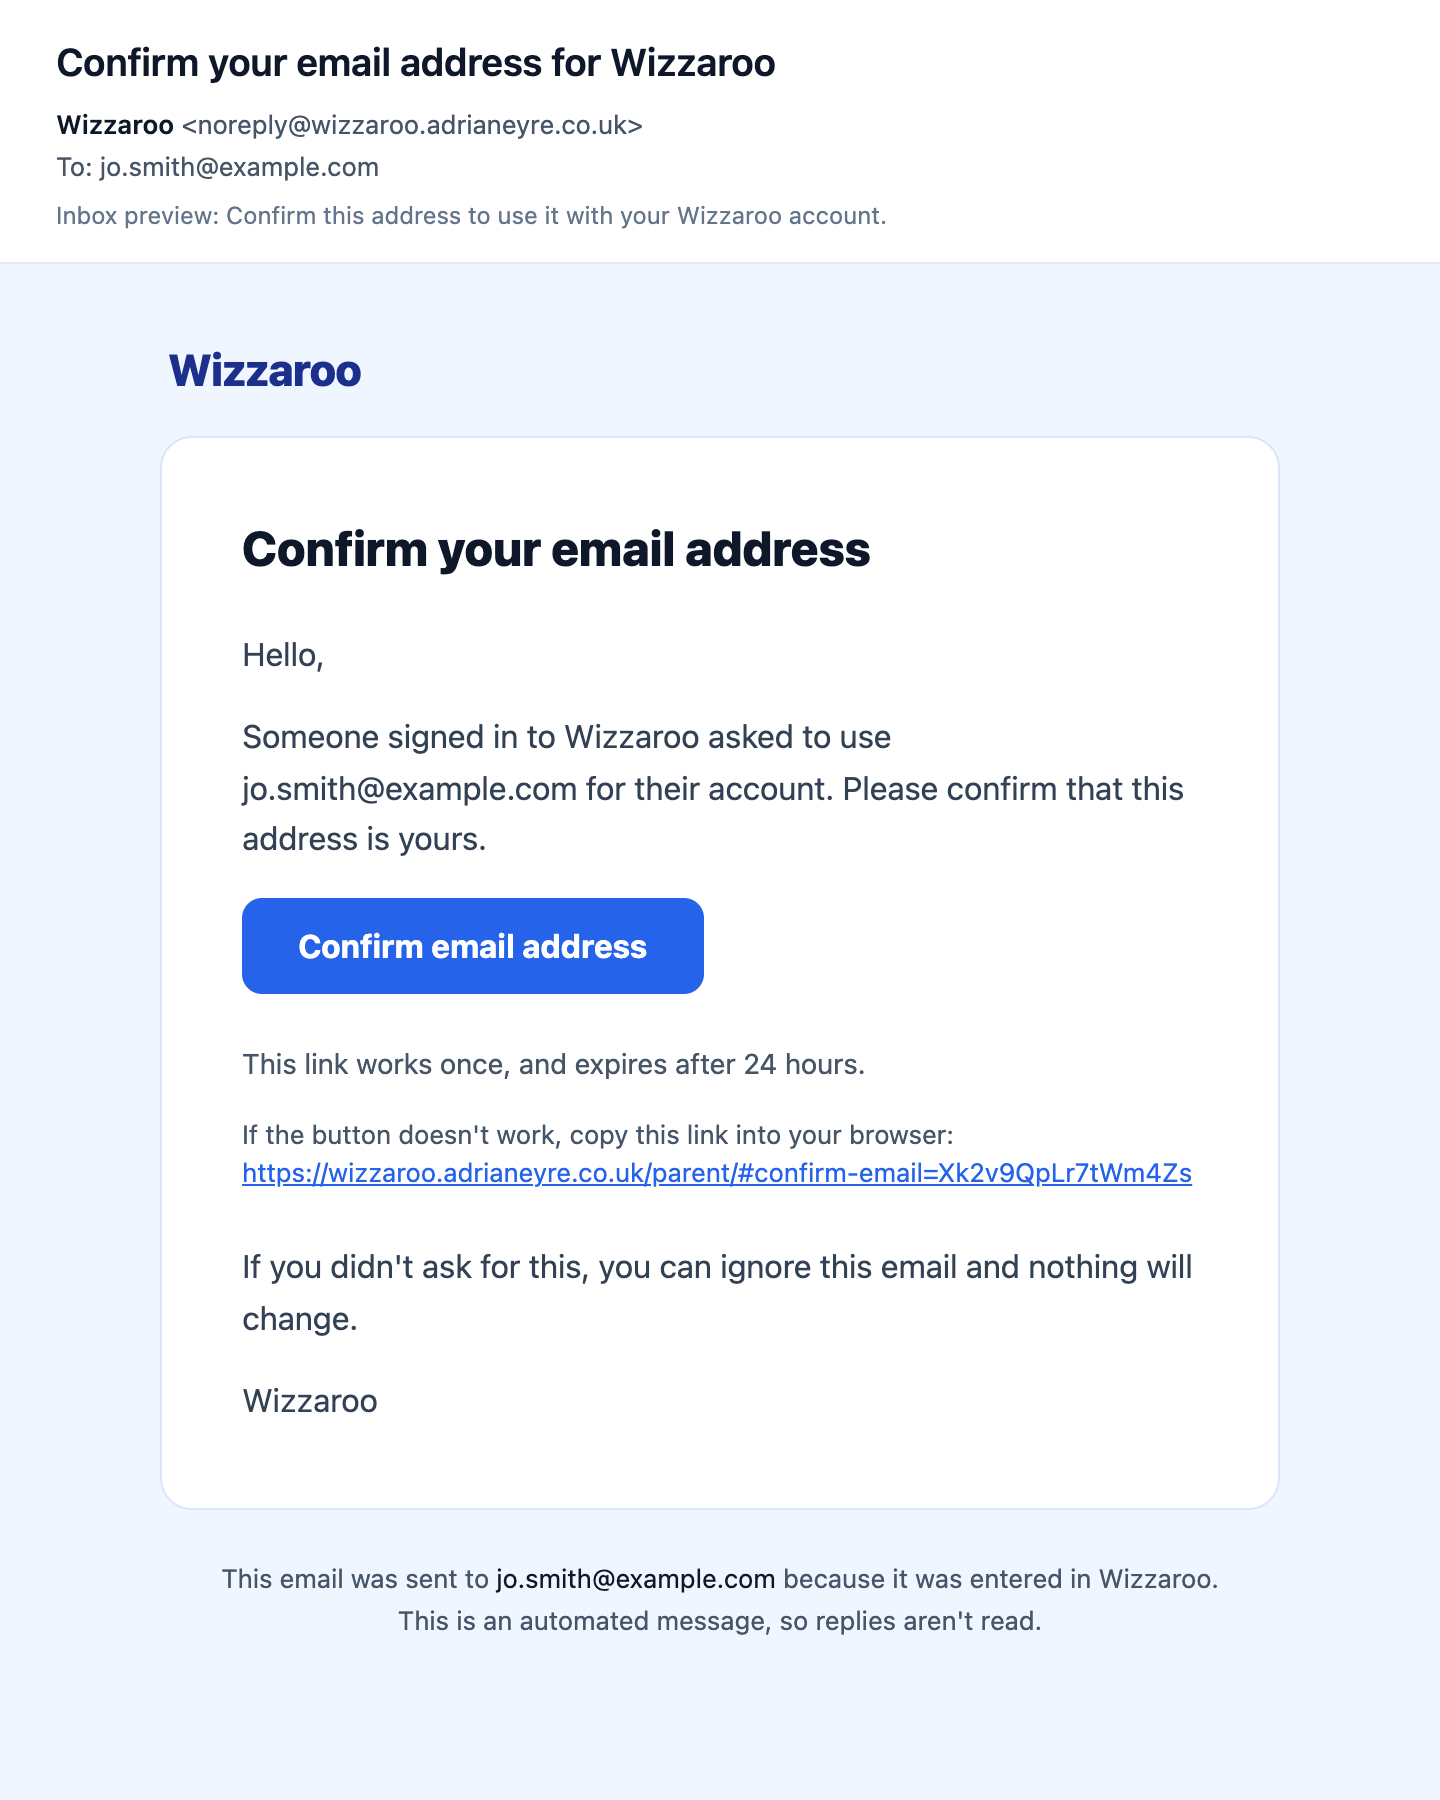 Confirm your email address for Wizzaroo
Wizzaroo <noreply@wizzaroo.adrianeyre.co.uk>
To: jo.smith@example.com
Inbox preview: Confirm this address to use it with your Wizzaroo account.
Wizzaroo
Confirm your email address
Hello,
Someone signed in to Wizzaroo asked to use
jo.smith@example.com for their account. Please confirm that this
address is yours.
Confirm email address
This link works once, and expires after 24 hours.
If the button doesn't work, copy this link into your browser:
https://wizzaroo.adrianeyre.co.uk/parent/#confirm-email=Xk2v9QpLr7tWm4Zs
If you didn't ask for this, you can ignore this email and nothing will
change.
Wizzaroo
This email was sent to jo.smith@example.com because it was entered in Wizzaroo.
This is an automated message, so replies aren't read.